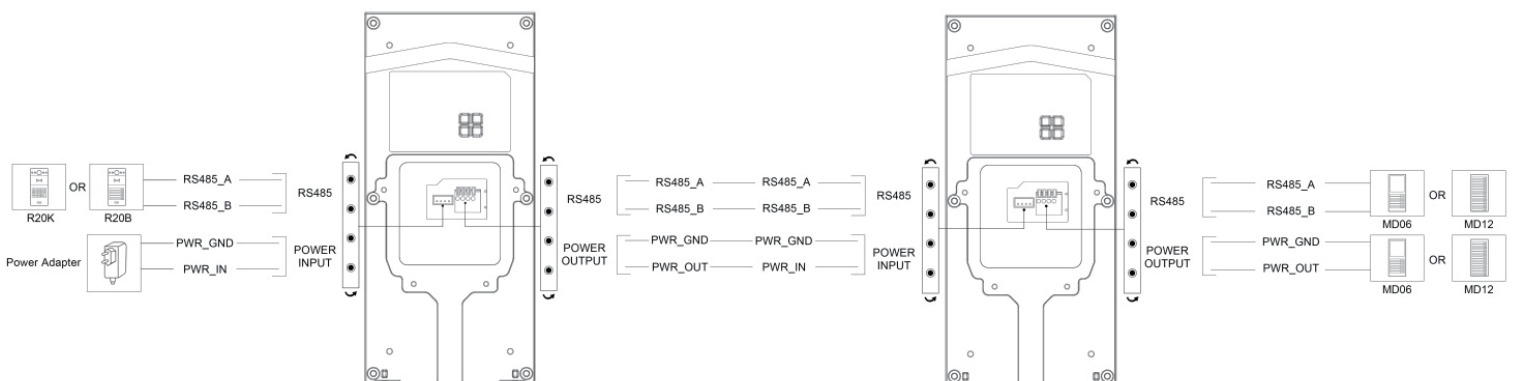 R20K
OR
R20B
RS485_A
RS485_B
RS485
Power Adapter
PWR_GND
PWR_IN
POWER
INPUT
RS485
RS485_A
RS485_A
RS485_B
RS485_B
RS485
POWER
OUTPUT
PWR_GND
PWR_GND
PWR_OUT
PWR_IN
POWER
INPUT
RS485
RS485_A
RS485_B
MD06
OR
MD12
POWER
OUTPUT
PWR_GND
PWR_OUT
MD06
OR
MD12